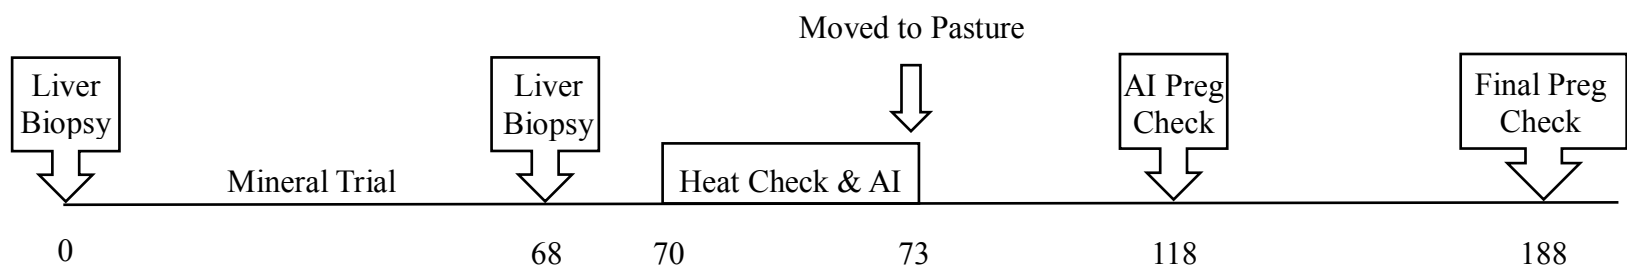 Moved to Pasture
Liver
Biopsy
Liver
Biopsy
AI Preg
Check
Final Preg
Check
Mineral Trial
Heat Check & AI
0
68
70
73
118
188